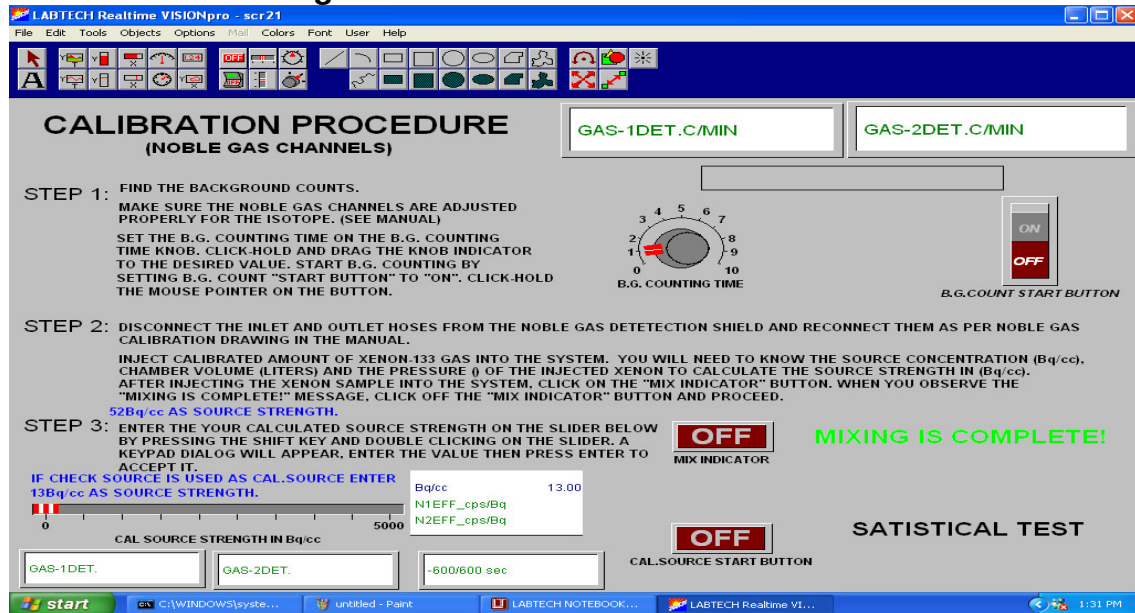 LABTECH Realtime VISIONpro - scr21
File Edit Tools Objects Options Mail Colors Font View User Help
OFF
A
CALIBRATION PROCEDURE
(NOBLE GAS CHANNELS)
GAS-1DET.C/MIN
GAS-2DET.C/MIN
STEP 1: FIND THE BACKGROUND COUNTS.
MAKE SURE THE NOBLE GAS CHANNELS ARE ADJUSTED
PROPERLY FOR THE ISOTOPE. (SEE MANUAL)
SET THE B.G. COUNTING TIME ON THE B.G. COUNTING
TIME KNOB. CLICK-HOLD AND DRAG THE KNOB INDICATOR
TO THE DESIRED VALUE. START B.G. COUNTING BY
SETTING B.G. COUNT "START BUTTON" TO "ON". CLICK-HOLD
THE MOUSE POINTER ON THE BUTTON.
0 1 2 3 4 5 6 7 8 9 10
B.G. COUNTING TIME
ON
OFF
B.G.COUNT START BUTTON
STEP 2: DISCONNECT THE INLET AND OUTLET HOSES FROM THE NOBLE GAS DETETECTION SHIELD AND RECONNECT THEM AS PER NOBLE GAS
CALIBRATION DRAWING IN THE MANUAL.
INJECT CALIBRATED AMOUNT OF XENON-133 GAS INTO THE SYSTEM. YOU WILL NEED TO KNOW THE SOURCE CONCENTRATION (Bq/cc),
CHAMBER VOLUME (LITERS) AND THE PRESSURE () OF THE INJECTED XENON TO CALCULATE THE SOURCE STRENGTH IN (Bq/cc).
AFTER INJECTING THE XENON SAMPLE INTO THE SYSTEM, CLICK ON THE "MIX INDICATOR" BUTTON. WHEN YOU OBSERVE THE
"MIXING IS COMPLETE!" MESSAGE, CLICK OFF THE "MIX INDICATOR" BUTTON AND PROCEED.
52Bq/cc AS SOURCE STRENGTH.
STEP 3: ENTER THE YOUR CALCULATED SOURCE STRENGTH ON THE SLIDER BELOW
BY PRESSING THE SHIFT KEY AND DOUBLE CLICKING ON THE SLIDER. A
KEYPAD DIALOG WILL APPEAR, ENTER THE VALUE THEN PRESS ENTER TO
ACCEPT IT.
OFF
MIX INDICATOR
MIXING IS COMPLETE!
IF CHECK SOURCE IS USED AS CAL.SOURCE ENTER
13Bq/cc AS SOURCE STRENGTH.
0 5000
CAL SOURCE STRENGTH IN Bq/cc
Bq/cc 13.00
N1EFF_cps/Bq
N2EFF_cps/Bq
OFF
CAL.SOURCE START BUTTON
SATISTICAL TEST
GAS-1DET.
GAS-2DET.
-600/600 sec
start C:\WINDOWS\syste... untitled - Paint LABTECH NOTEBOOK... LABTECH Realtime VI... 1:31 PM